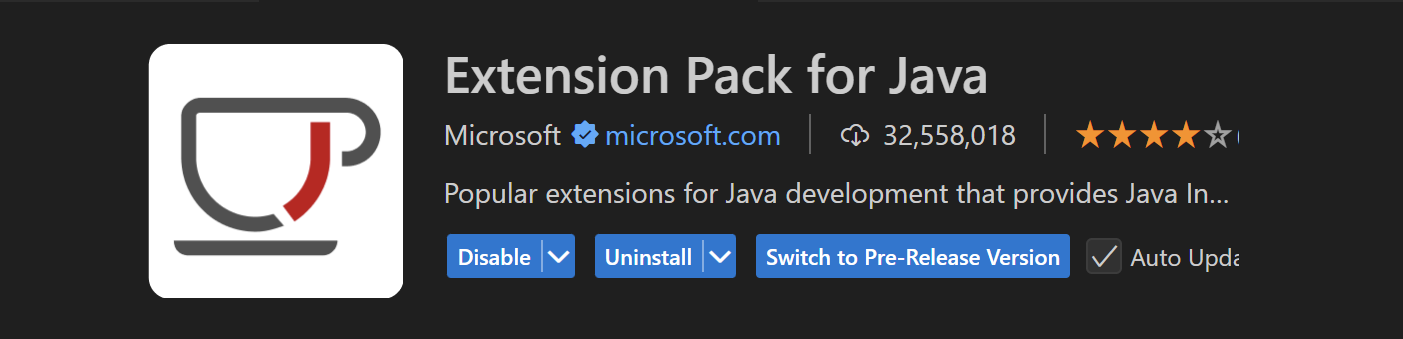 Extension Pack for Java
Microsoft microsoft.com 32,558,018
Popular extensions for Java development that provides Java In...
Disable Uninstall Switch to Pre-Release Version Auto Upda